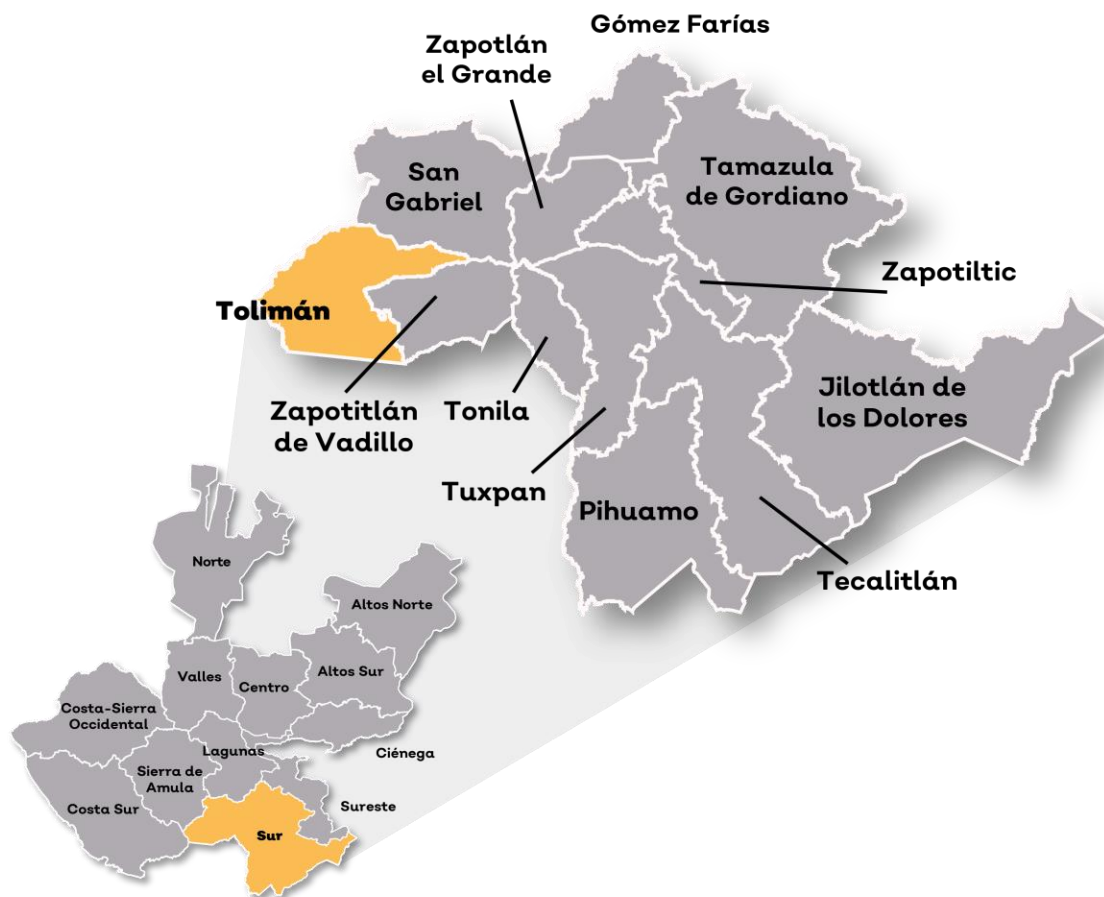 Gómez Farías
Zapotlán
el Grande
San
Gabriel
Tamazula
de Gordiano
Zapotiltic
Tolimán
Jilotlán de
los Dolores
Zapotitlán
de Vadillo
Tonila
Tuxpan
Pihuamo
Tecalitlán
Norte
Altos Norte
Valles
Centro
Altos Sur
Costa-Sierra
Occidental
Lagunas
Ciénega
Sierra de
Amula
Costa Sur
Sureste
Sur